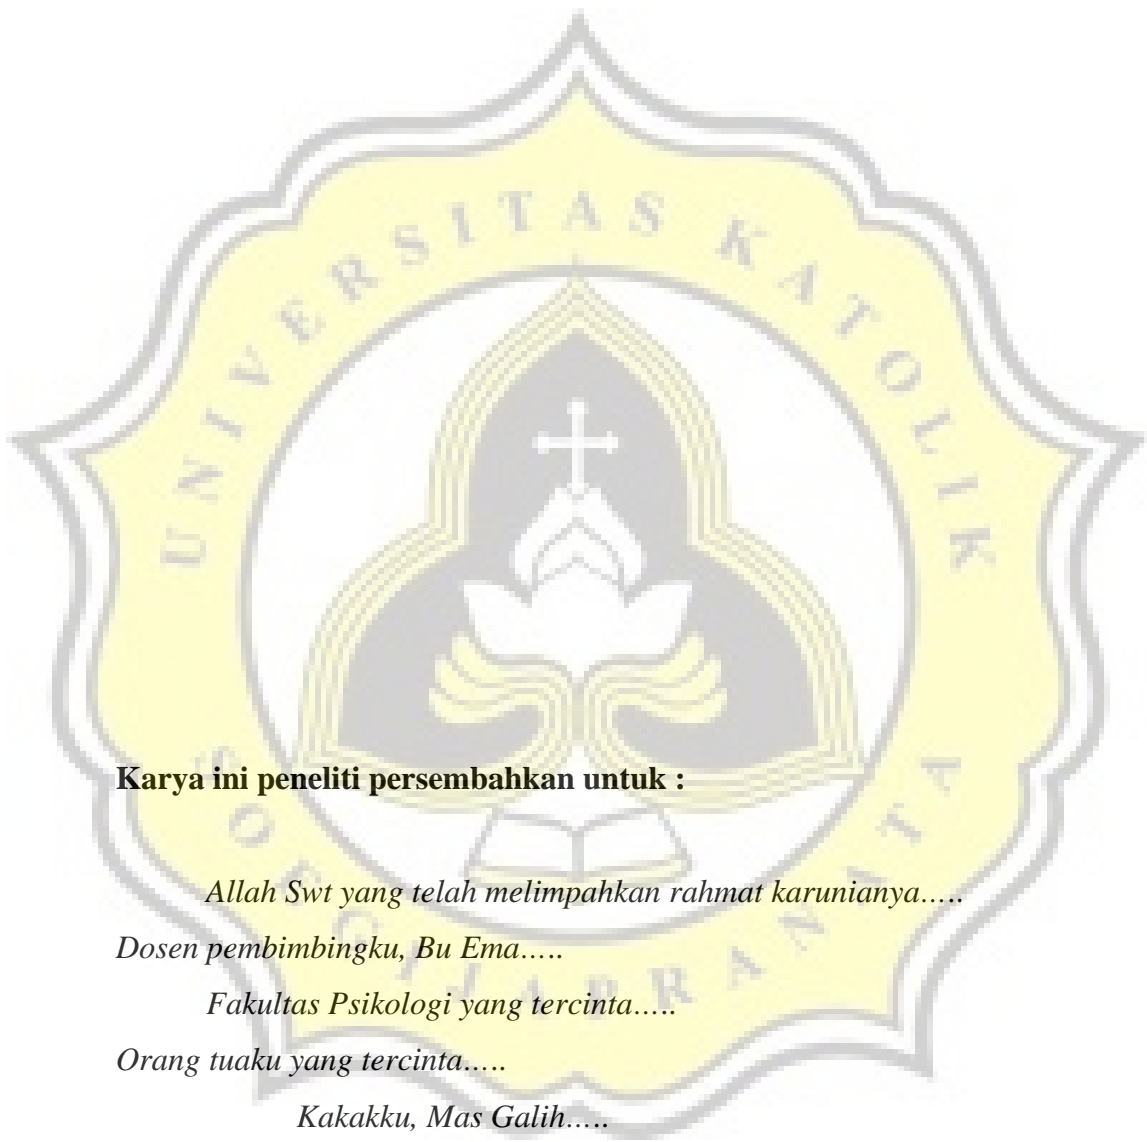 UNIVERSITAS KATOLIK
SOEGIJAPRANATA
Karya ini peneliti persembahkan untuk :
Allah Swt yang telah melimpahkan rahmat karunianya.....
Dosen pembimbingku, Bu Ema.....
Fakultas Psikologi yang tercinta.....
Orang tuaku yang tercinta.....
Kakakku, Mas Galih.....